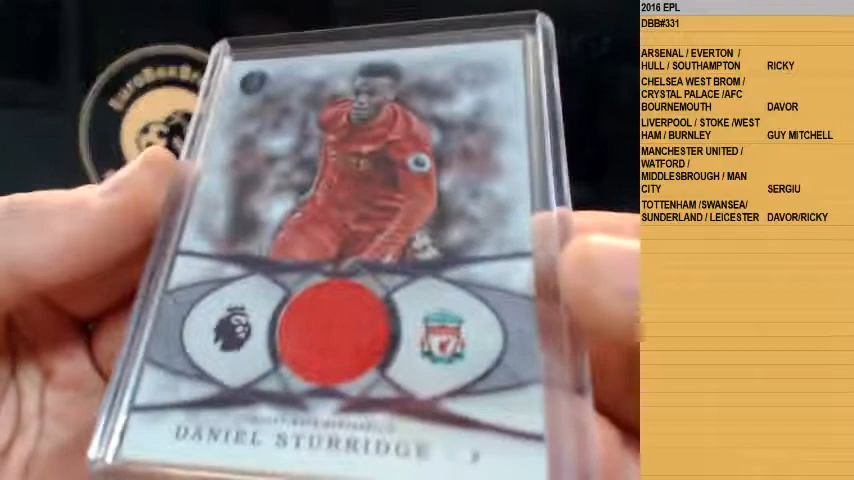 2016 EPL
DBB#331
ARSENAL / EVERTON /
HULL / SOUTHAMPTON RICKY
CHELSEA WEST BROM /
CRYSTAL PALACE /AFC
BOURNEMOUTH DAVOR
LIVERPOOL / STOKE /WEST
HAM / BURNLEY GUY MITCHELL
MANCHESTER UNITED /
WATFORD /
MIDDLESBROUGH / MAN
CITY SERGIU
TOTTENHAM /SWANSEA/
SUNDERLAND / LEICESTER DAVOR/RICKY
DANIEL STURRIDGE